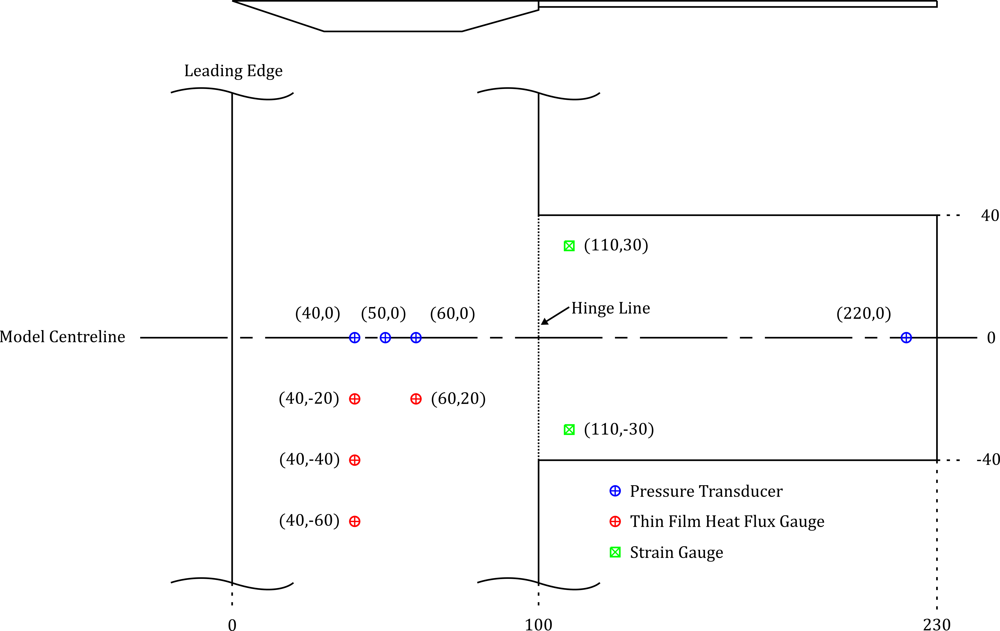 Leading Edge
40
(110,30)
Hinge Line
(40,0)
(50,0)
(60,0)
(220,0)
Model Centreline
0
(40,-20)
(60,20)
(110,-30)
(40,-40)
-40
Pressure Transducer
(40,-60)
Thin Film Heat Flux Gauge
Strain Gauge
0
100
230